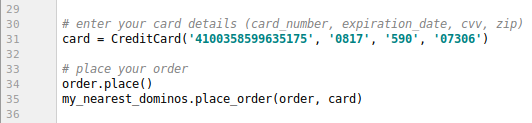 29
30 # enter your card details (card_number, expiration_date, cvv, zip)
31 card = CreditCard('4100358599635175', '0817', '590', '07306')
32
33 # place your order
34 order.place()
35 my_nearest_dominos.place_order(order, card)
36